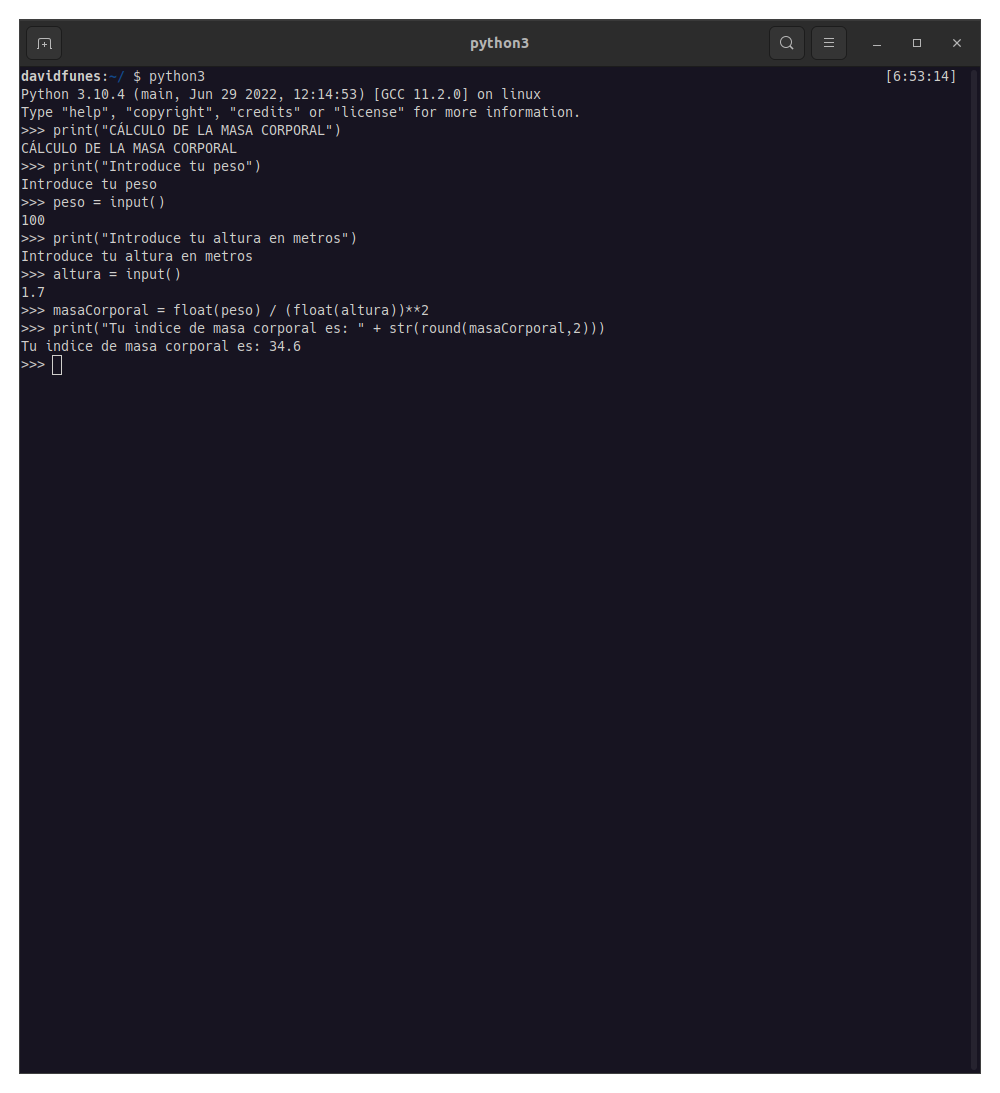 python3
davidfunes:~/ $ python3 [6:53:14]
Python 3.10.4 (main, Jun 29 2022, 12:14:53) [GCC 11.2.0] on linux
Type "help", "copyright", "credits" or "license" for more information.
>>> print("CÁLCULO DE LA MASA CORPORAL")
CÁLCULO DE LA MASA CORPORAL
>>> print("Introduce tu peso")
Introduce tu peso
>>> peso = input()
100
>>> print("Introduce tu altura en metros")
Introduce tu altura en metros
>>> altura = input()
1.7
>>> masaCorporal = float(peso) / (float(altura))**2
>>> print("Tu indice de masa corporal es: " + str(round(masaCorporal,2)))
Tu indice de masa corporal es: 34.6
>>>